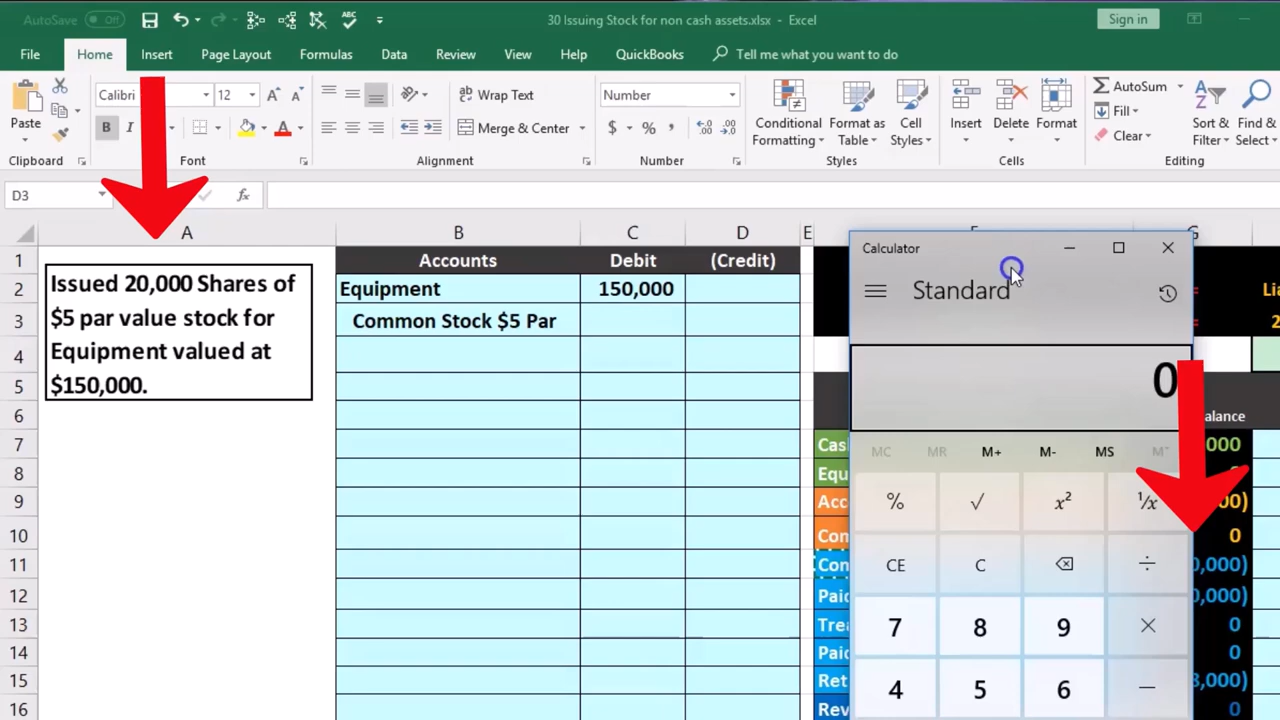 AutoSave Off
30 Issuing Stock for non cash assets.xlsx - Excel
Sign in
File Home Insert Page Layout Formulas Data Review View Help QuickBooks Tell me what you want to do
Paste
Calibri 12
B I
Wrap Text
Merge & Center
Number
$ % ,
Conditional Formatting
Format as Table
Cell Styles
Insert Delete Format
AutoSum
Fill
Clear
Sort & Filter
Find & Select
Clipboard Font Alignment Number Styles Cells Editing
D3 fx
A B C D E G
1 Accounts Debit (Credit)
2 Equipment 150,000
3 Common Stock $5 Par
4
5
6
7
8
9
10
11
12
13
14
15
16
Issued 20,000 Shares of
$5 par value stock for
Equipment valued at
$150,000.
Calculator
Standard
0
MC MR M+ M- MS
% √ x² ¹/x
CE C ÷
7 8 9 ×
4 5 6 −
0
0
0